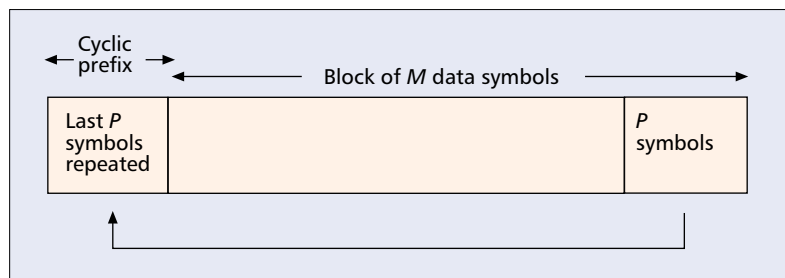 Cyclic
prefix
Block of M data symbols
Last P
symbols
repeated
P
symbols